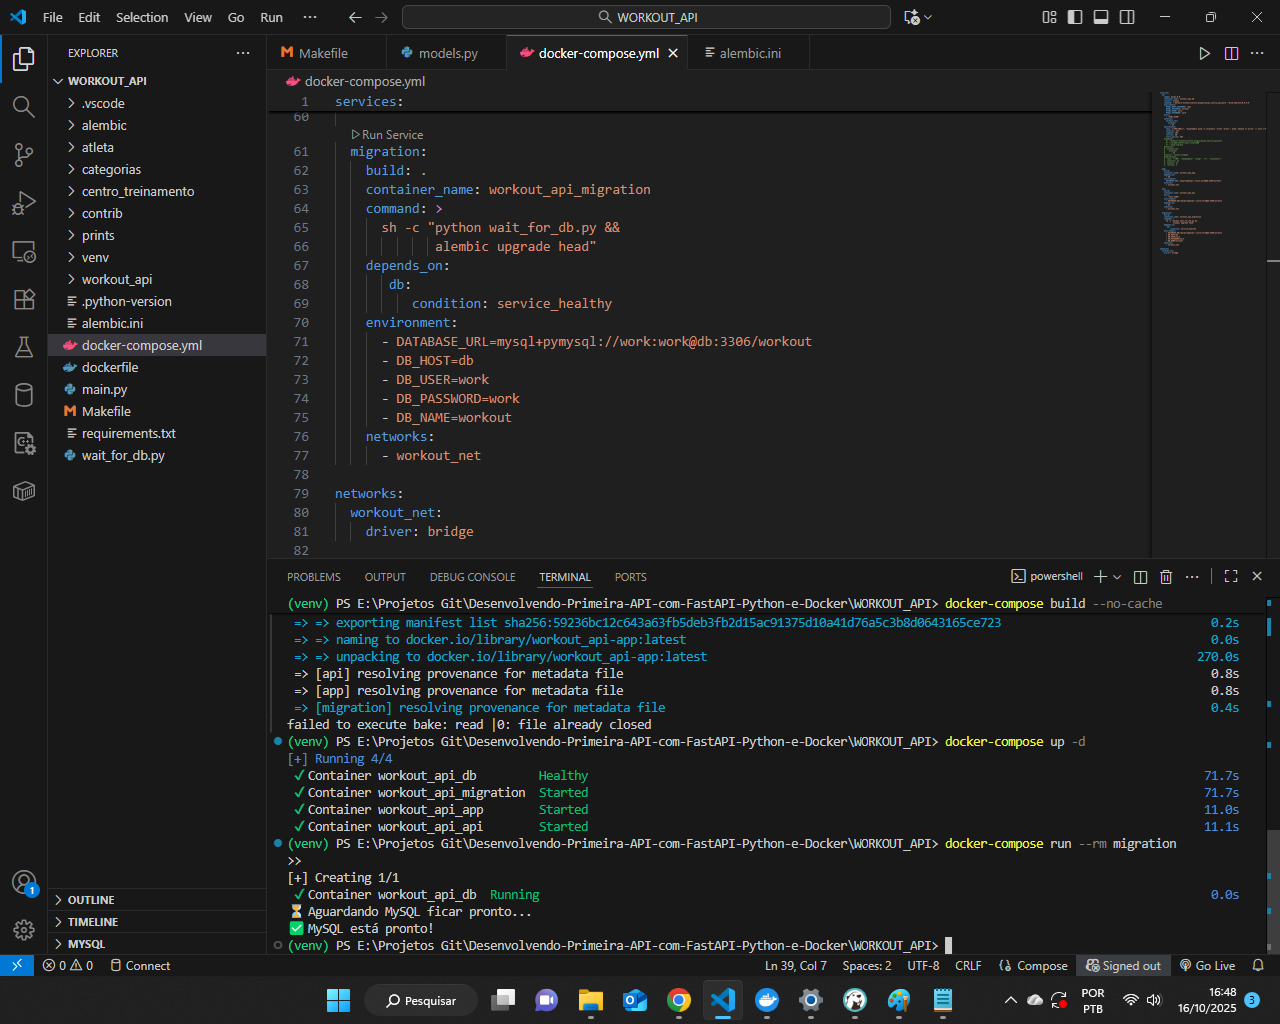 File Edit Selection View Go Run ··· WORKOUT_API
EXPLORER ···
Makefile models.py docker-compose.yml alembic.ini
WORKOUT_API
.vscode
alembic
atleta
categorias
centro_treinamento
contrib
prints
venv
workout_api
.python-version
alembic.ini
docker-compose.yml
dockerfile
main.py
Makefile
requirements.txt
wait_for_db.py
OUTLINE
TIMELINE
MYSQL
docker-compose.yml
1 services:
60
Run Service
61 migration:
62 build: .
63 container_name: workout_api_migration
64 command: >
65 sh -c "python wait_for_db.py &&
66 alembic upgrade head"
67 depends_on:
68 db:
69 condition: service_healthy
70 environment:
71 - DATABASE_URL=mysql+pymysql://work:work@db:3306/workout
72 - DB_HOST=db
73 - DB_USER=work
74 - DB_PASSWORD=work
75 - DB_NAME=workout
76 networks:
77 - workout_net
78
79 networks:
80 workout_net:
81 driver: bridge
82
PROBLEMS OUTPUT DEBUG CONSOLE TERMINAL PORTS powershell
(venv) PS E:\Projetos Git\Desenvolvendo-Primeira-API-com-FastAPI-Python-e-Docker\WORKOUT_API> docker-compose build --no-cache
=> => exporting manifest list sha256:59236bc12c643a63fb5deb3fb2d15ac91375d10a41d76a5c3b8d0643165ce723 0.2s
=> => naming to docker.io/library/workout_api-app:latest 0.0s
=> => unpacking to docker.io/library/workout_api-app:latest 270.0s
=> [api] resolving provenance for metadata file 0.8s
=> [app] resolving provenance for metadata file 0.8s
=> [migration] resolving provenance for metadata file 0.4s
failed to execute bake: read |0: file already closed
(venv) PS E:\Projetos Git\Desenvolvendo-Primeira-API-com-FastAPI-Python-e-Docker\WORKOUT_API> docker-compose up -d
[+] Running 4/4
✓ Container workout_api_db Healthy 71.7s
✓ Container workout_api_migration Started 71.7s
✓ Container workout_api_app Started 11.0s
✓ Container workout_api_api Started 11.1s
(venv) PS E:\Projetos Git\Desenvolvendo-Primeira-API-com-FastAPI-Python-e-Docker\WORKOUT_API> docker-compose run --rm migration
>>
[+] Creating 1/1
✓ Container workout_api_db Running 0.0s
⏳ Aguardando MySQL ficar pronto...
✅ MySQL está pronto!
(venv) PS E:\Projetos Git\Desenvolvendo-Primeira-API-com-FastAPI-Python-e-Docker\WORKOUT_API>
1
0 0 Connect Ln 39, Col 7 Spaces: 2 UTF-8 CRLF Compose Signed out Go Live
Pesquisar
POR
PTB
16:48
16/10/2025
3